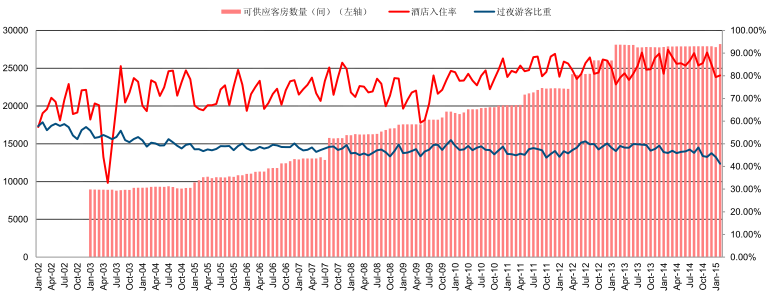 可供应客房数量（间）（左轴） 酒店入住率 过夜游客比重
30000
25000
20000
15000
10000
5000
0
100.00%
90.00%
80.00%
70.00%
60.00%
50.00%
40.00%
30.00%
20.00%
10.00%
0.00%
Jan-02
Apr-02
Jul-02
Oct-02
Jan-03
Apr-03
Jul-03
Oct-03
Jan-04
Apr-04
Jul-04
Oct-04
Jan-05
Apr-05
Jul-05
Oct-05
Jan-06
Apr-06
Jul-06
Oct-06
Jan-07
Apr-07
Jul-07
Oct-07
Jan-08
Apr-08
Jul-08
Oct-08
Jan-09
Apr-09
Jul-09
Oct-09
Jan-10
Apr-10
Jul-10
Oct-10
Jan-11
Apr-11
Jul-11
Oct-11
Jan-12
Apr-12
Jul-12
Oct-12
Jan-13
Apr-13
Jul-13
Oct-13
Jan-14
Apr-14
Jul-14
Oct-14
Jan-15